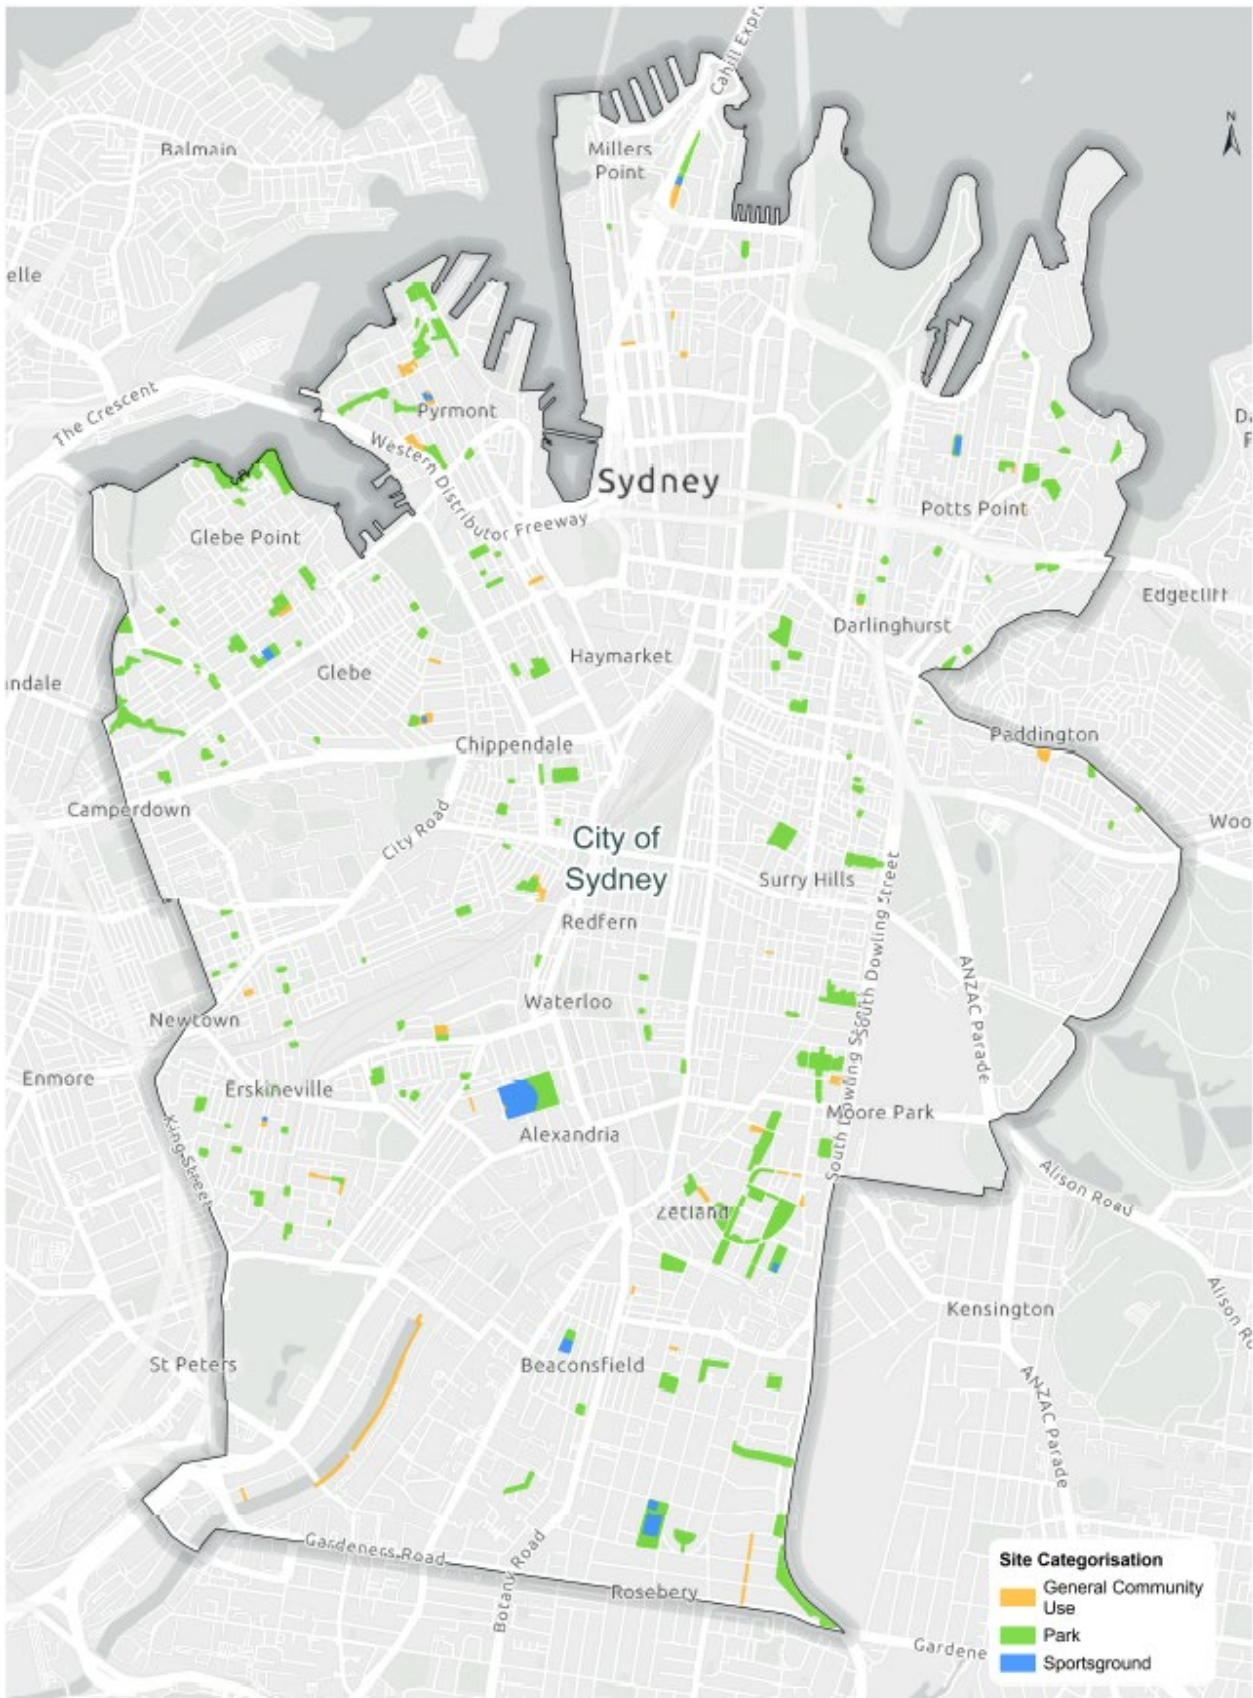 Cahill Expr
N
Balmain
Millers
Point
elle
The Crescent
Pyrmont
Western Distributor Freeway
Sydney
Potts Point
Glebe Point
Edgecliff
Darlinghurst
Haymarket
andale
Glebe
Paddington
Chippendale
Camperdown
City Road
Woo
City of
Sydney
Surry Hills
South Dowling Street
Redfern
ANZAC Parade
Waterloo
Newtown
Enmore
Erskineville
South Dowling Street
Moore Park
King Street
Alexandria
Alison Road
Zetland
Kensington
Alison Ro
St Peters
Beaconsfield
ANZAC Parade
Gardeners Road
Botany Road
Rosebery
Gardene
Site Categorisation
General Community
Use
Park
Sportsground